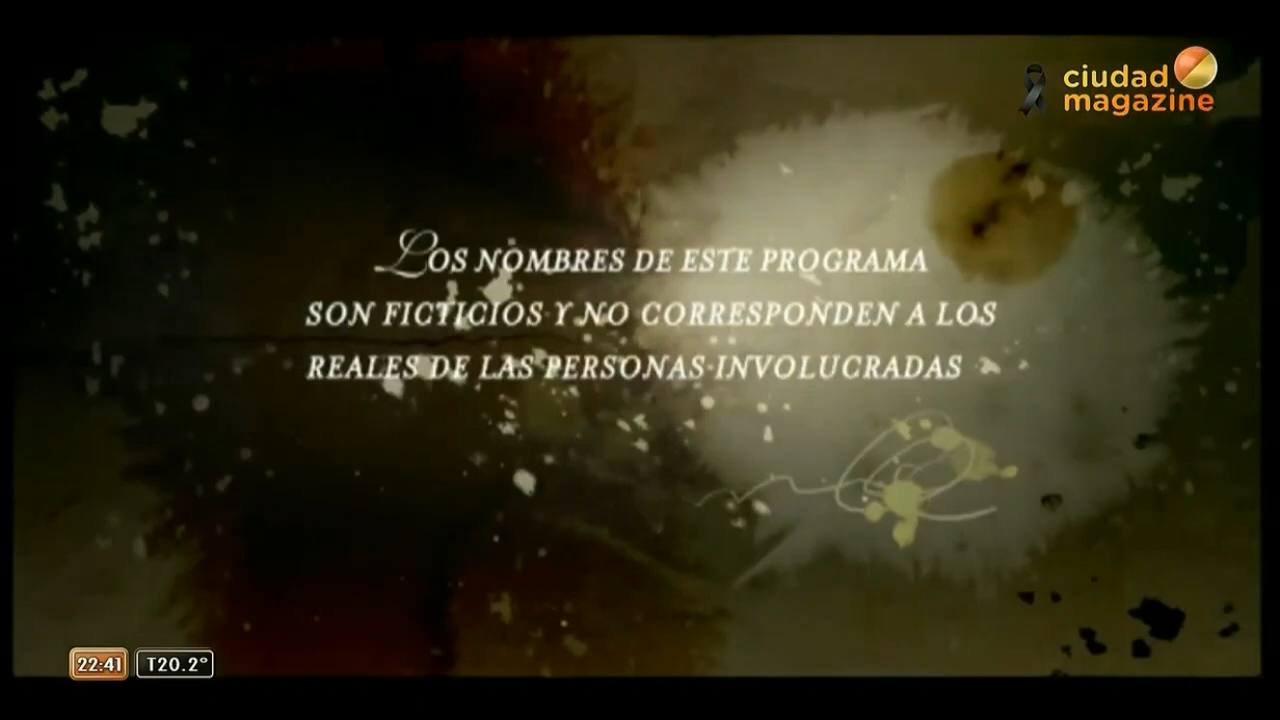 ciudad
magazine
LOS NOMBRES DE ESTE PROGRAMA
SON FICTICIOS Y NO CORRESPONDEN A LOS
REALES DE LAS PERSONAS INVOLUCRADAS
22:41 T20.2°